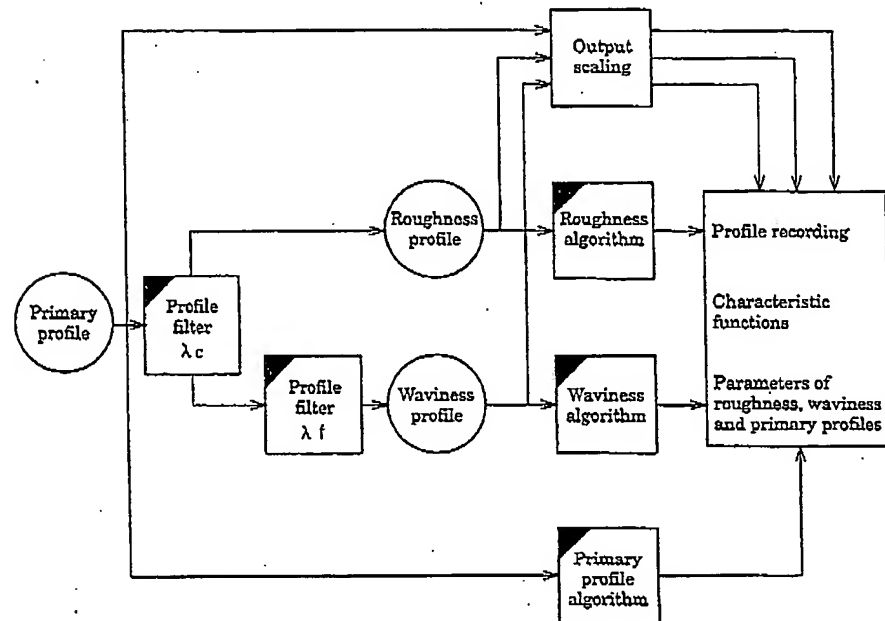 Output
scaling
Roughness
profile
Roughness
algorithm
Profile recording
Primary
profile
Profile
filter
λ c
Characteristic
functions
Profile
filter
λ f
Waviness
profile
Waviness
algorithm
Parameters of
roughness, waviness
and primary profiles
Primary
profile
algorithm